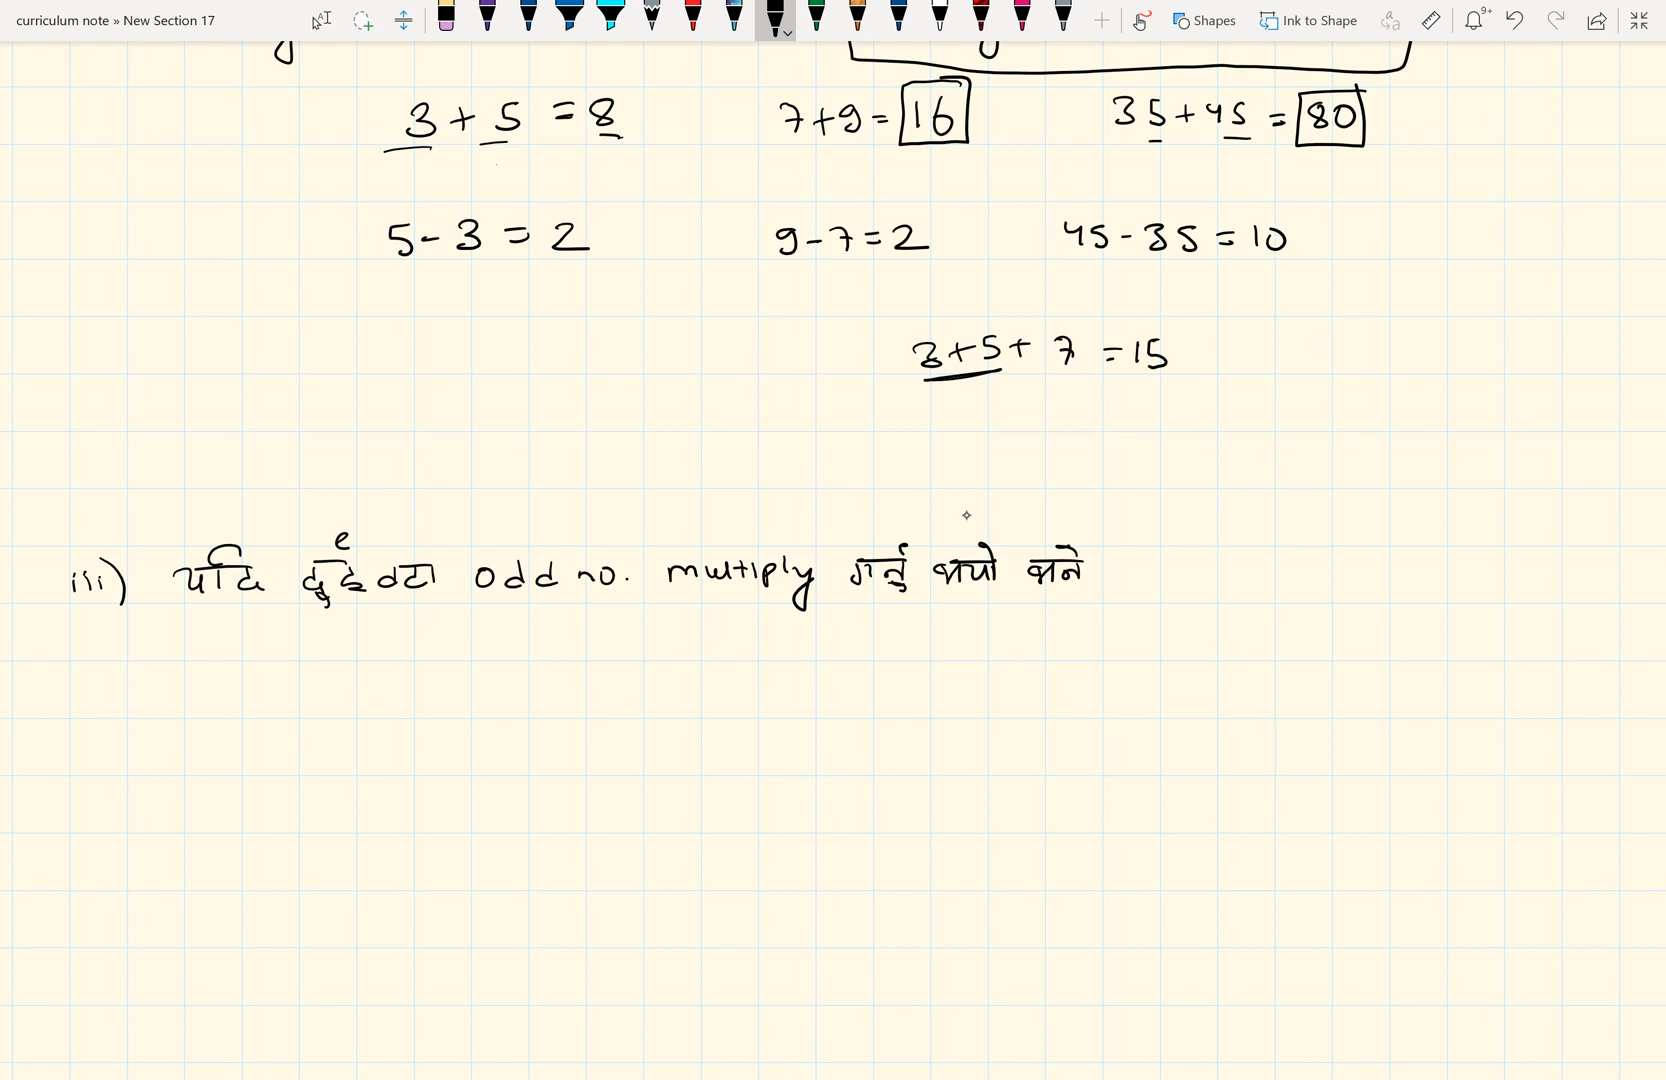 curriculum note » New Section 17
Shapes
Ink to Shape
9+
3 + 5 = 8
7 + 9 = 16
35 + 45 = 80
5 - 3 = 2
9 - 7 = 2
45 - 35 = 10
3 + 5 + 7 = 15
iii) यदि दुई वटा odd no. multiply गर्नु भयो भने